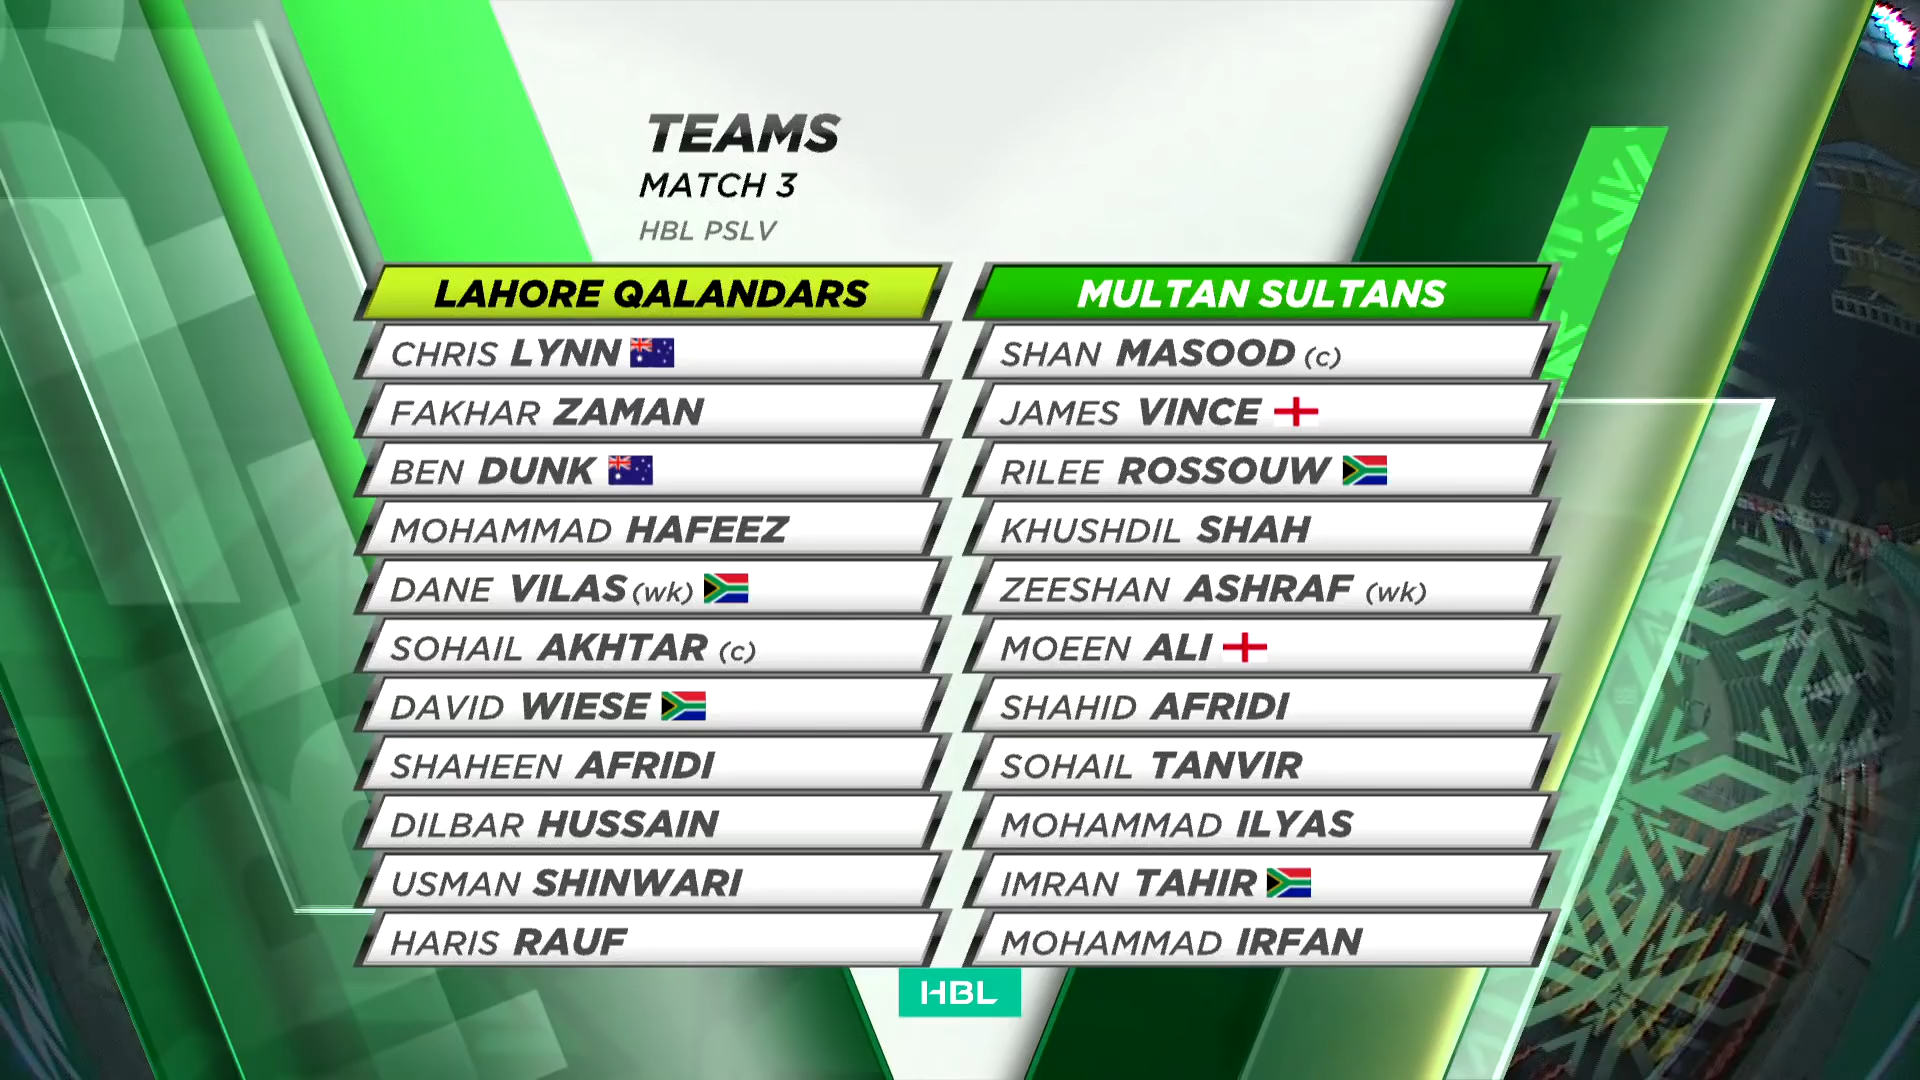 TEAMS
MATCH 3
HBL PSLV
LAHORE QALANDARS
CHRIS LYNN
FAKHAR ZAMAN
BEN DUNK
MOHAMMAD HAFEEZ
DANE VILAS (wk)
SOHAIL AKHTAR (c)
DAVID WIESE
SHAHEEN AFRIDI
DILBAR HUSSAIN
USMAN SHINWARI
HARIS RAUF
MULTAN SULTANS
SHAN MASOOD (c)
JAMES VINCE
RILEE ROSSOUW
KHUSHDIL SHAH
ZEESHAN ASHRAF (wk)
MOEEN ALI
SHAHID AFRIDI
SOHAIL TANVIR
MOHAMMAD ILYAS
IMRAN TAHIR
MOHAMMAD IRFAN
HBL